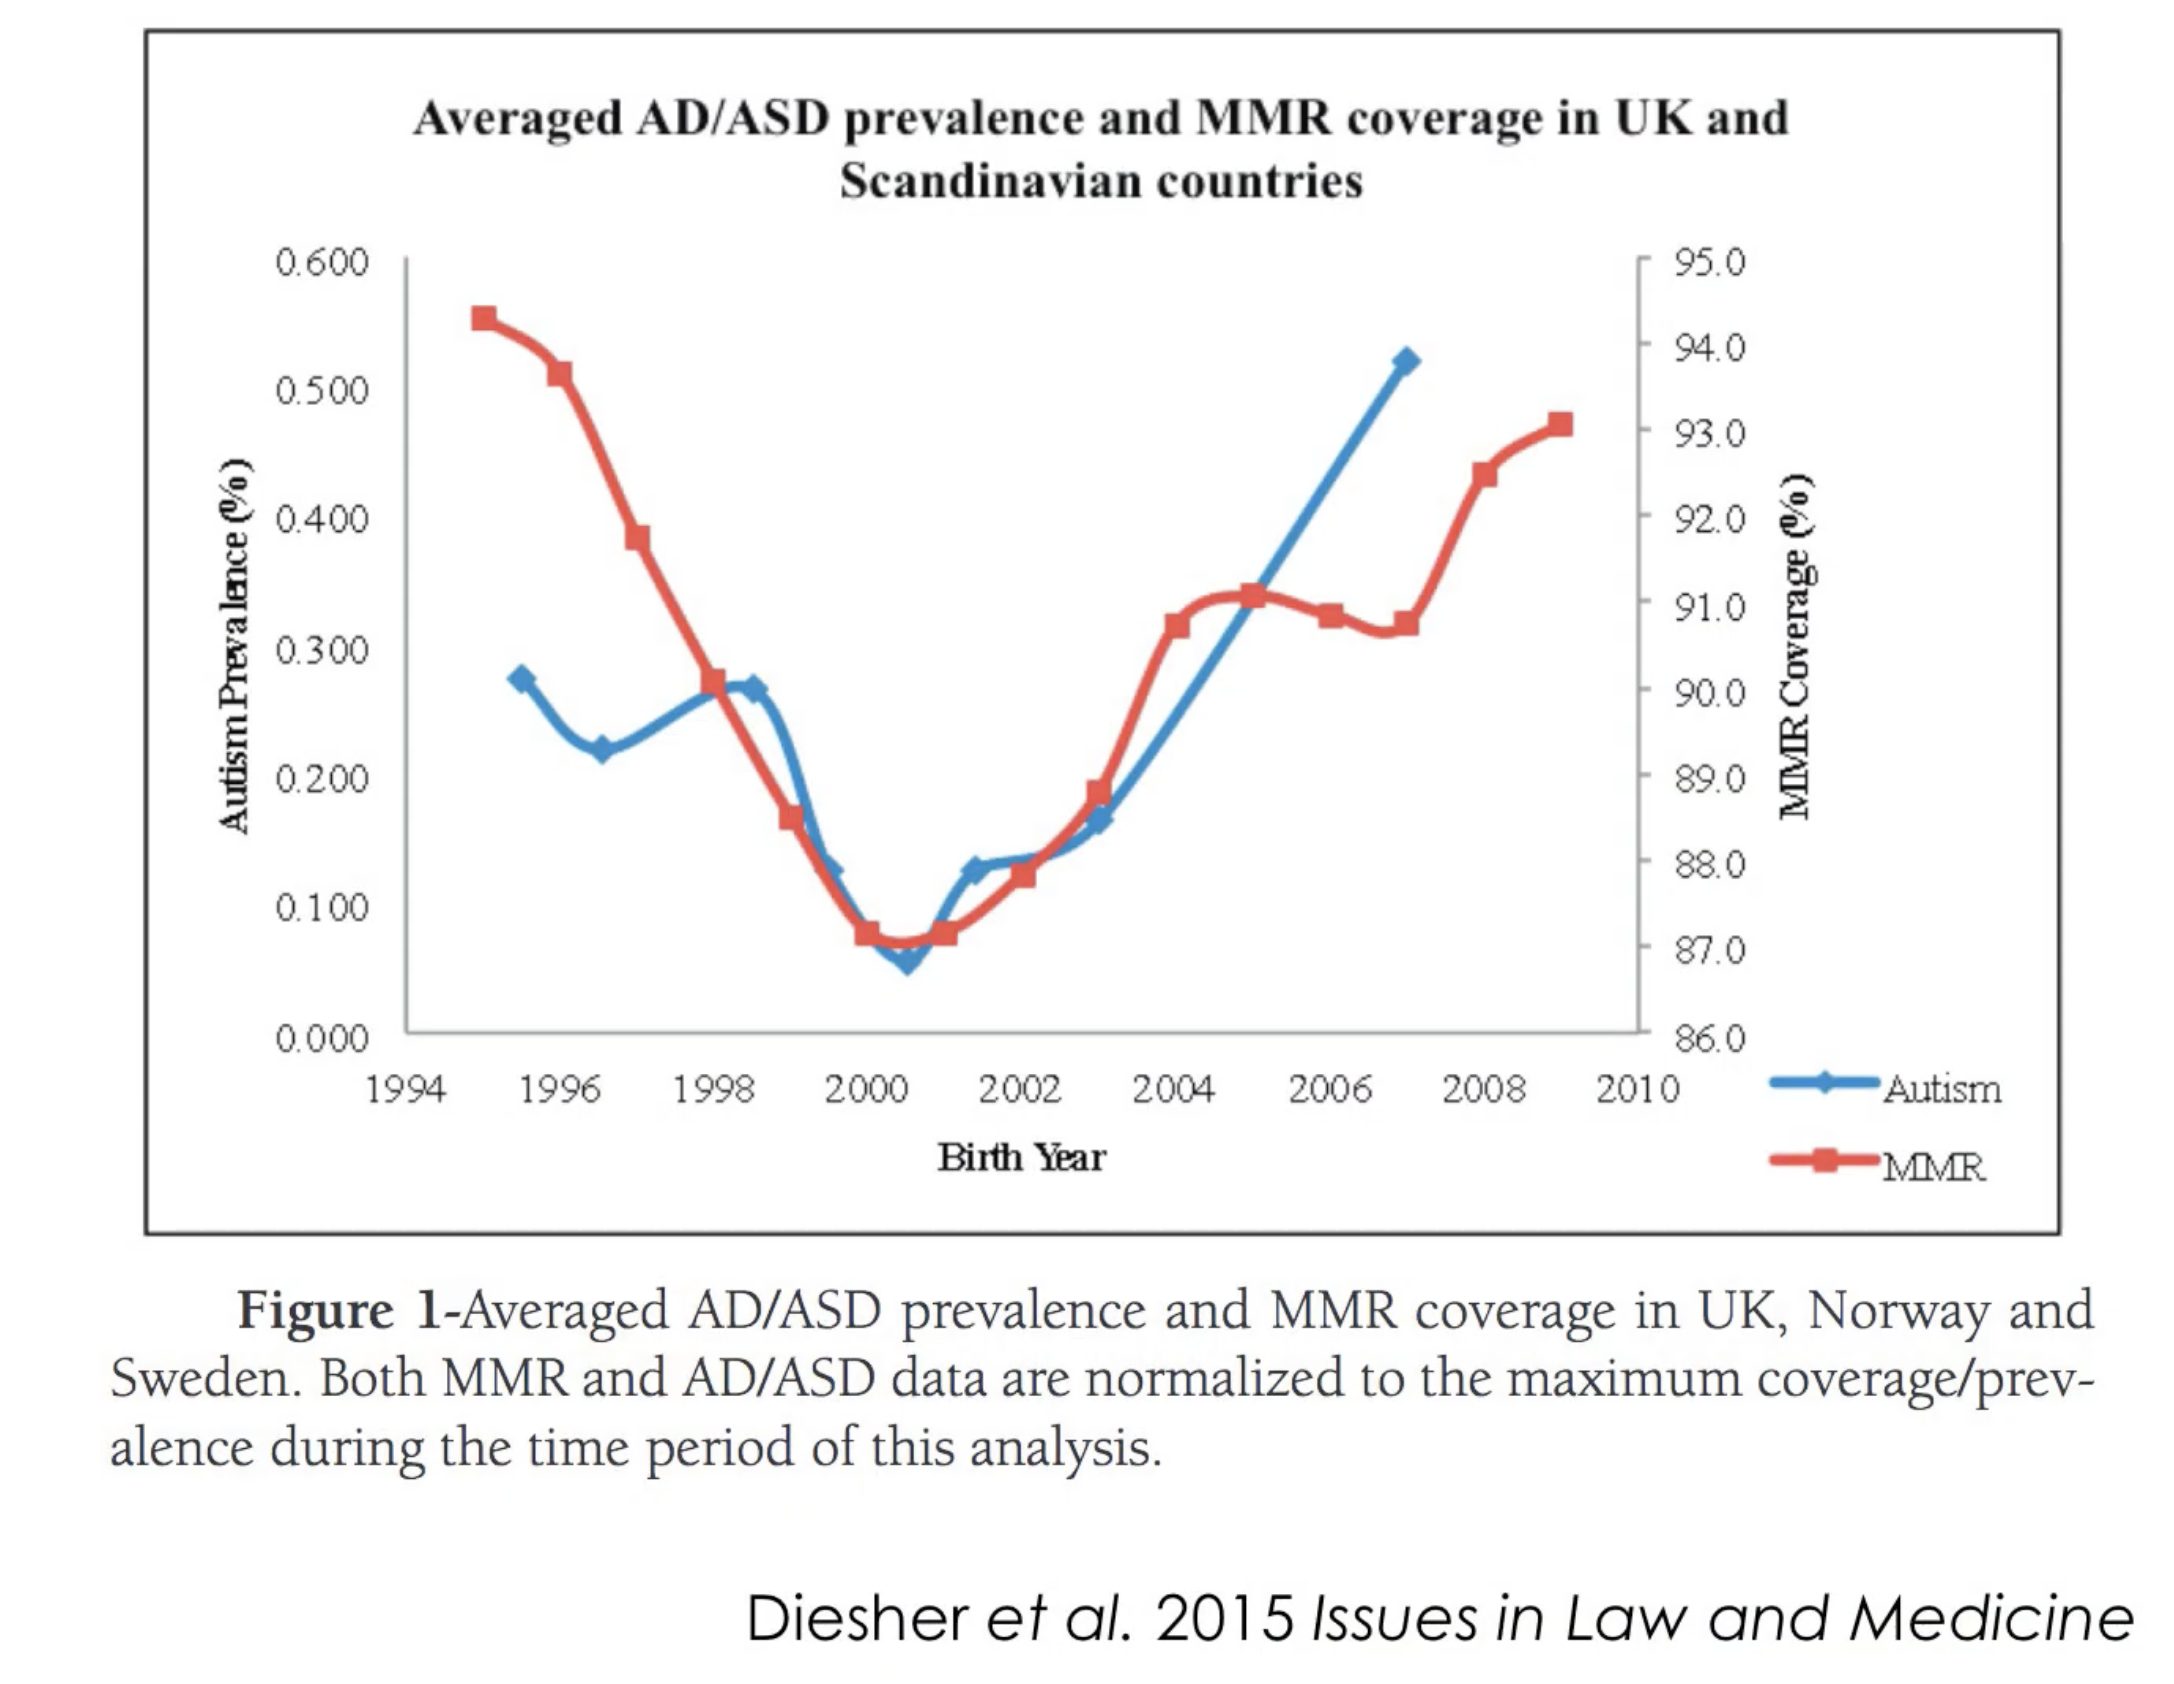 Averaged AD/ASD prevalence and MMR coverage in UK and
Scandinavian countries
Autism Prevalence (%)
0.600
0.500
0.400
0.300
0.200
0.100
0.000
95.0
94.0
93.0
92.0
91.0
90.0
89.0
88.0
87.0
86.0
MMR Coverage (%)
1994 1996 1998 2000 2002 2004 2006 2008 2010
Birth Year
Autism
MMR
Figure 1-Averaged AD/ASD prevalence and MMR coverage in UK, Norway and
Sweden. Both MMR and AD/ASD data are normalized to the maximum coverage/prev-
alence during the time period of this analysis.
Diesher et al. 2015 Issues in Law and Medicine